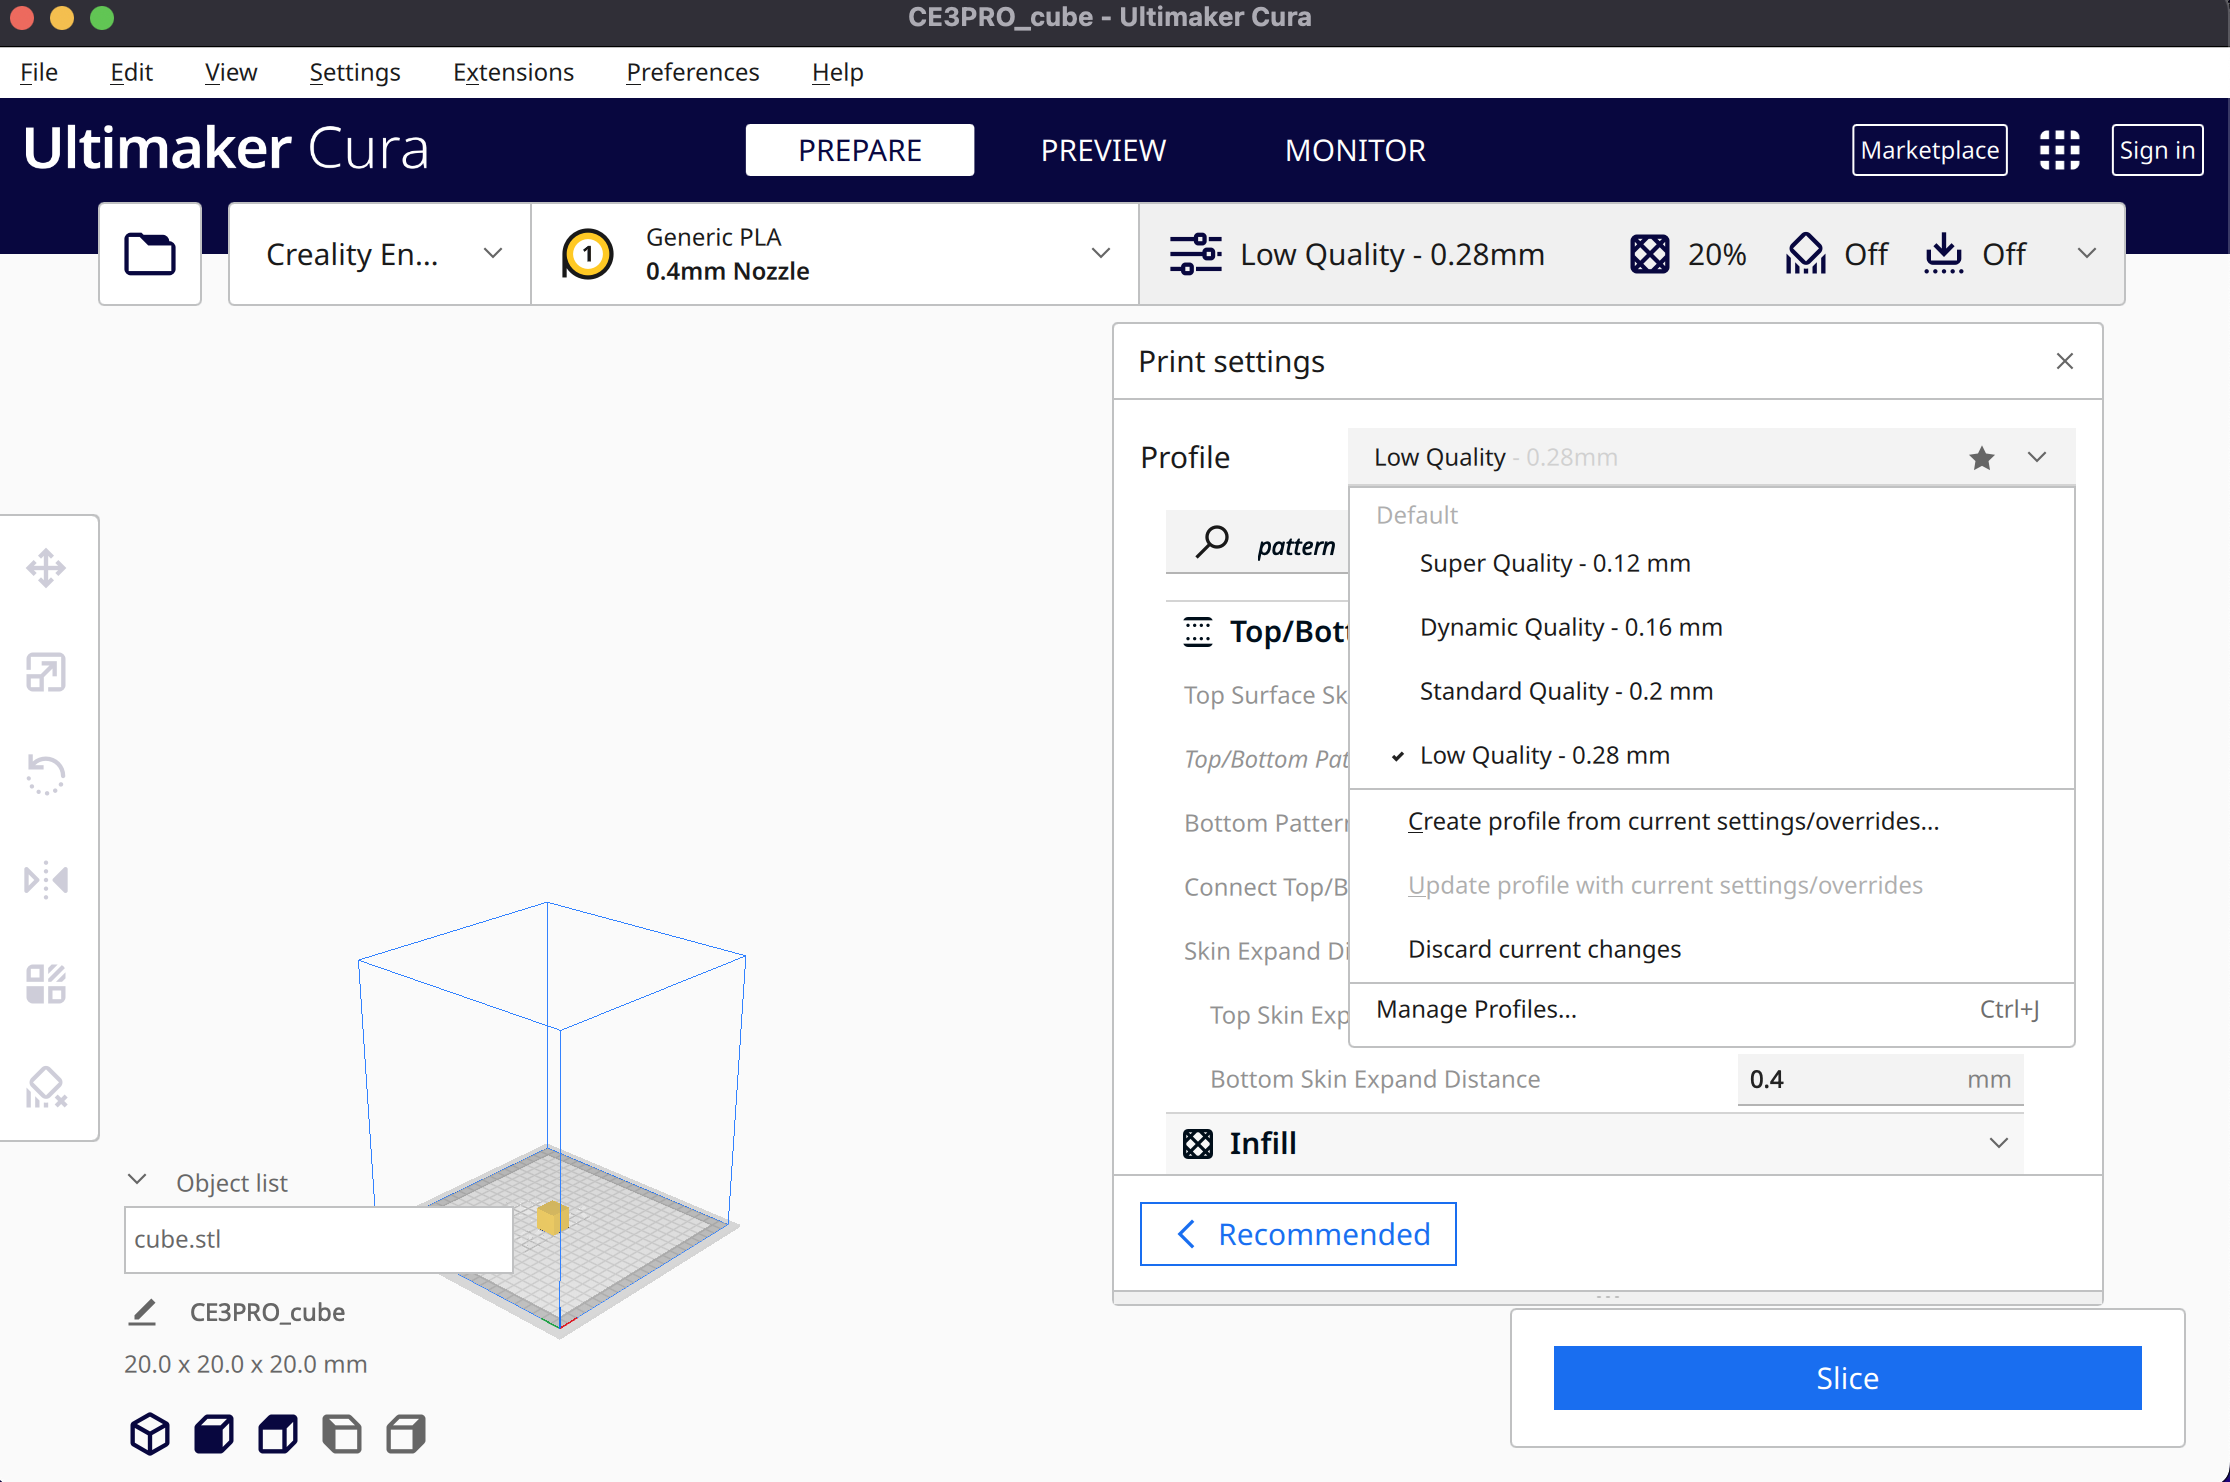 CE3PRO_cube - Ultimaker Cura
File Edit View Settings Extensions Preferences Help
Ultimaker Cura
PREPARE PREVIEW MONITOR
Marketplace
Sign in
Creality En...
1
Generic PLA
0.4mm Nozzle
Low Quality - 0.28mm
20%
Off
Off
Print settings
Profile
Low Quality - 0.28mm
pattern
Default
Super Quality - 0.12 mm
Dynamic Quality - 0.16 mm
Standard Quality - 0.2 mm
Low Quality - 0.28 mm
Create profile from current settings/overrides...
Update profile with current settings/overrides
Discard current changes
Manage Profiles... Ctrl+J
Top/Bott
Top Surface Sk
Top/Bottom Pat
Bottom Pattern
Connect Top/B
Skin Expand Di
Top Skin Exp
Bottom Skin Expand Distance 0.4 mm
Infill
Recommended
Object list
cube.stl
CE3PRO_cube
20.0 x 20.0 x 20.0 mm
Slice